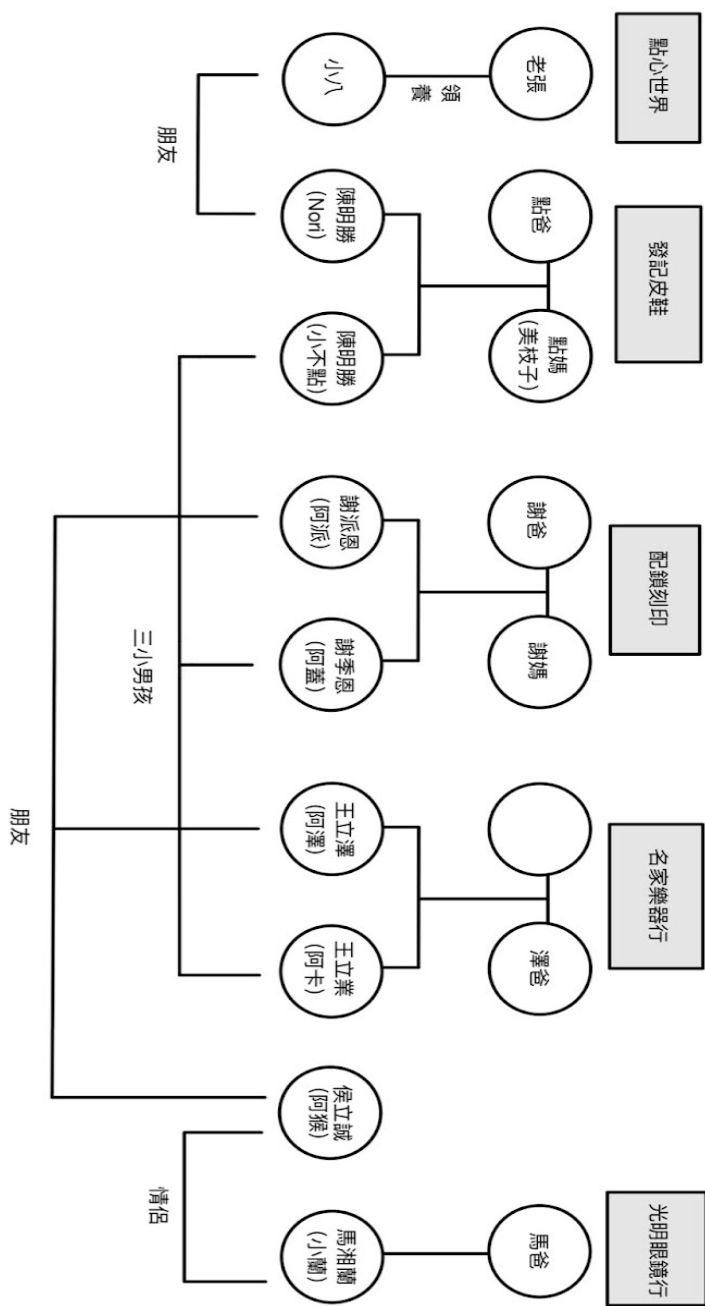 點心世界
發記皮鞋
配鎖刻印
名家樂器行
光明眼鏡行
老張
點爸
點媽
(美枝子)
謝爸
謝媽
澤爸
馬爸
領養
小八
陳明勝
(Nori)
陳明勝
(小不點)
謝派恩
(阿派)
謝季恩
(阿蓋)
王立澤
(阿澤)
王立業
(阿卡)
侯立誠
(阿猴)
馬湘蘭
(小蘭)
朋友
三小男孩
情侶
朋友